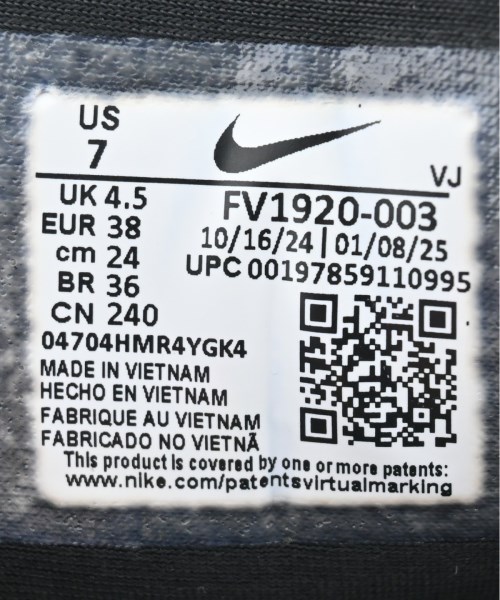 US
7
VJ
UK 4.5
EUR 38
cm 24
BR 36
CN 240
FV1920-003
10/16/24 | 01/08/25
UPC 00197859110995
04704HMR4YGK4
MADE IN VIETNAM
HECHO EN VIETNAM
FABRIQUE AU VIETNAM
FABRICADO NO VIETNÃ
This product is covered by one or more patents:
www.nike.com/patentsvirtualmarking